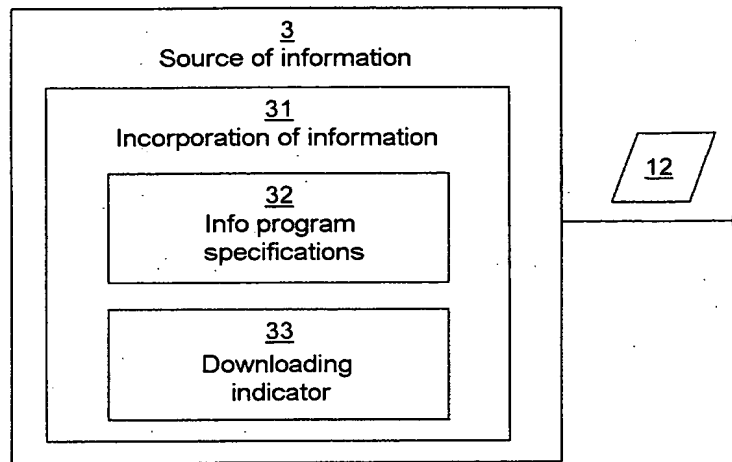 3
Source of information
31
Incorporation of information
12
32
Info program
specifications
33
Downloading
indicator